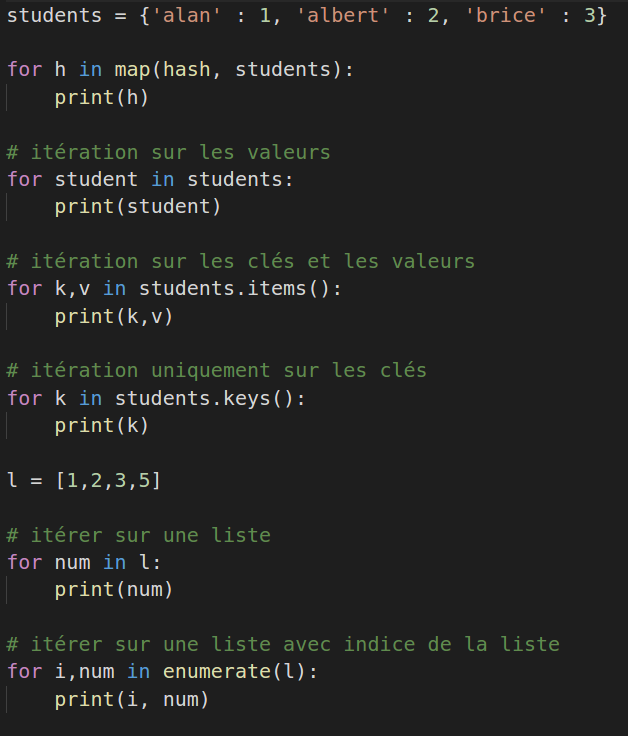 students = {'alan' : 1, 'albert' : 2, 'brice' : 3}
for h in map(hash, students):
    print(h)
# itération sur les valeurs
for student in students:
    print(student)
# itération sur les clés et les valeurs
for k,v in students.items():
    print(k,v)
# itération uniquement sur les clés
for k in students.keys():
    print(k)
l = [1,2,3,5]
# itérer sur une liste
for num in l:
    print(num)
# itérer sur une liste avec indice de la liste
for i,num in enumerate(l):
    print(i, num)